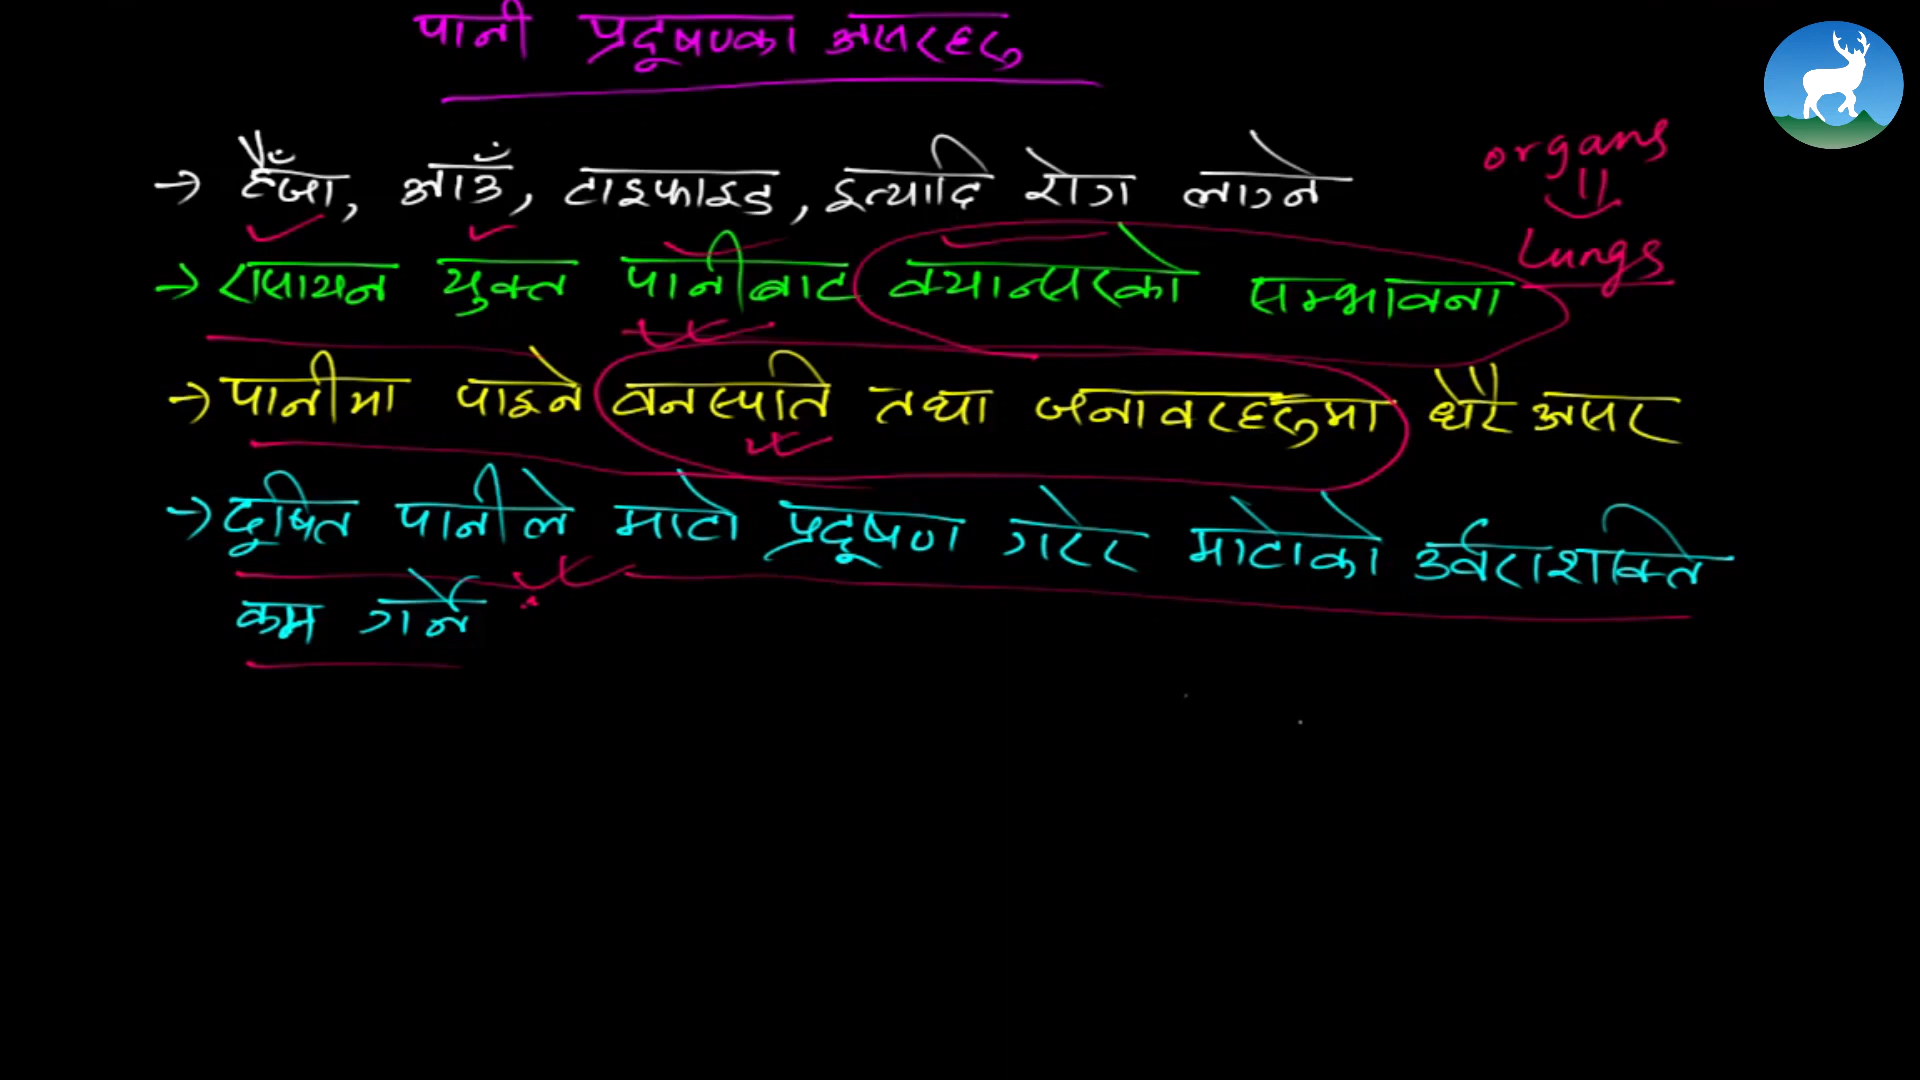 पानी प्रदूषणका असरहरु
→ हैँजा, आउँ, टाइफाइड, इत्यादि रोग लाग्ने
organs
Lungs
→ रासायन युक्त पानीबाट क्यान्सरको सम्भावना
→ पानीमा पाइने वनस्पति तथा जनावरहरुमा धेरै असर
→ दूषित पानीले माटो प्रदूषण गरेर माटोको उर्वराशक्ति
कम गर्ने